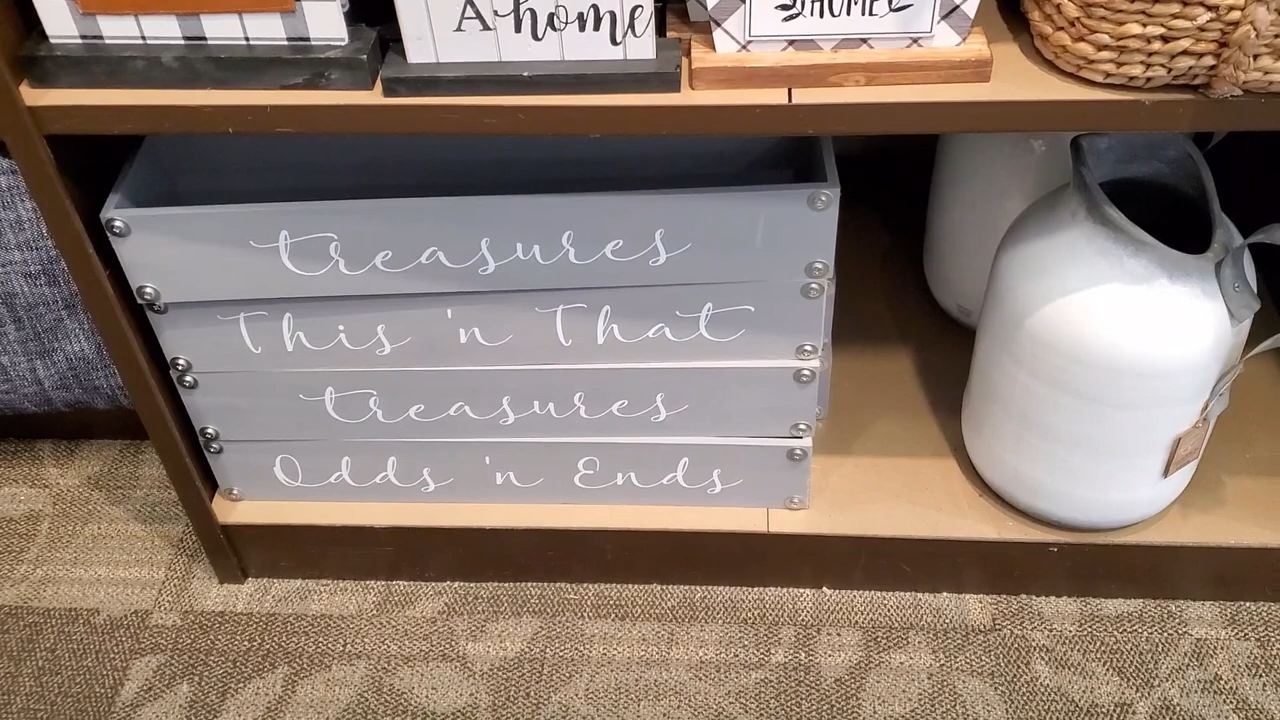 A home
HOME
treasures
This 'n That
treasures
Odds 'n Ends